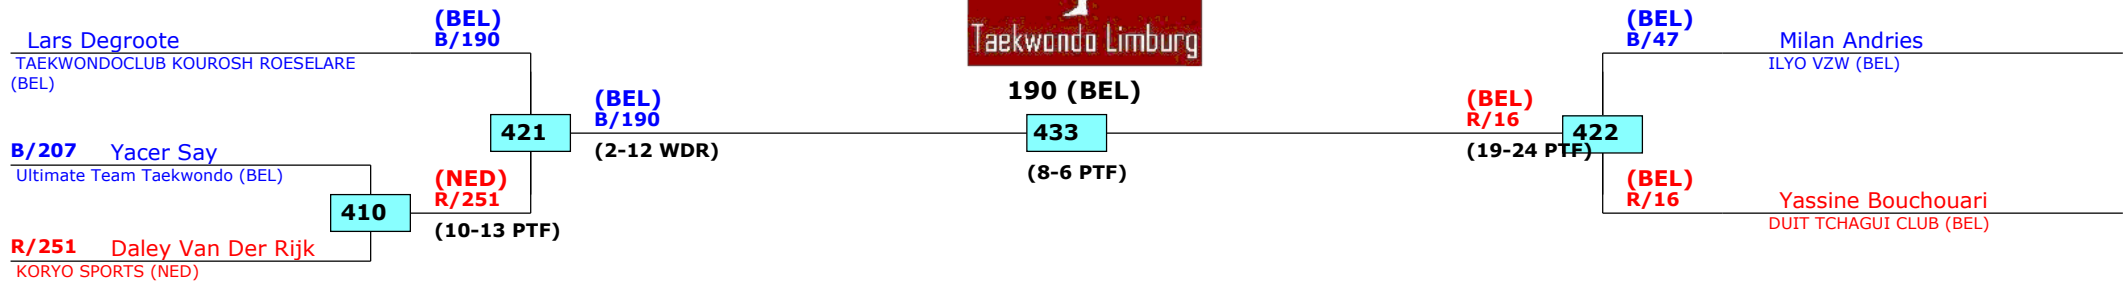 (BEL)
B/190
Lars Degroote
TAEKWONDOCLUB KOUROSH ROESELARE
(BEL)
Taekwondo Limburg
190 (BEL)
(BEL)
B/47
Milan Andries
ILYO VZW (BEL)
421
(BEL)
B/190
(2-12 WDR)
433
(8-6 PTF)
(BEL)
R/16
(19-24 PTF)
422
B/207 Yacer Say
Ultimate Team Taekwondo (BEL)
410
(NED)
R/251
(10-13 PTF)
R/251 Daley Van Der Rijk
KORYO SPORTS (NED)
(BEL)
R/16
Yassine Bouchouari
DUIT TCHAGUI CLUB (BEL)